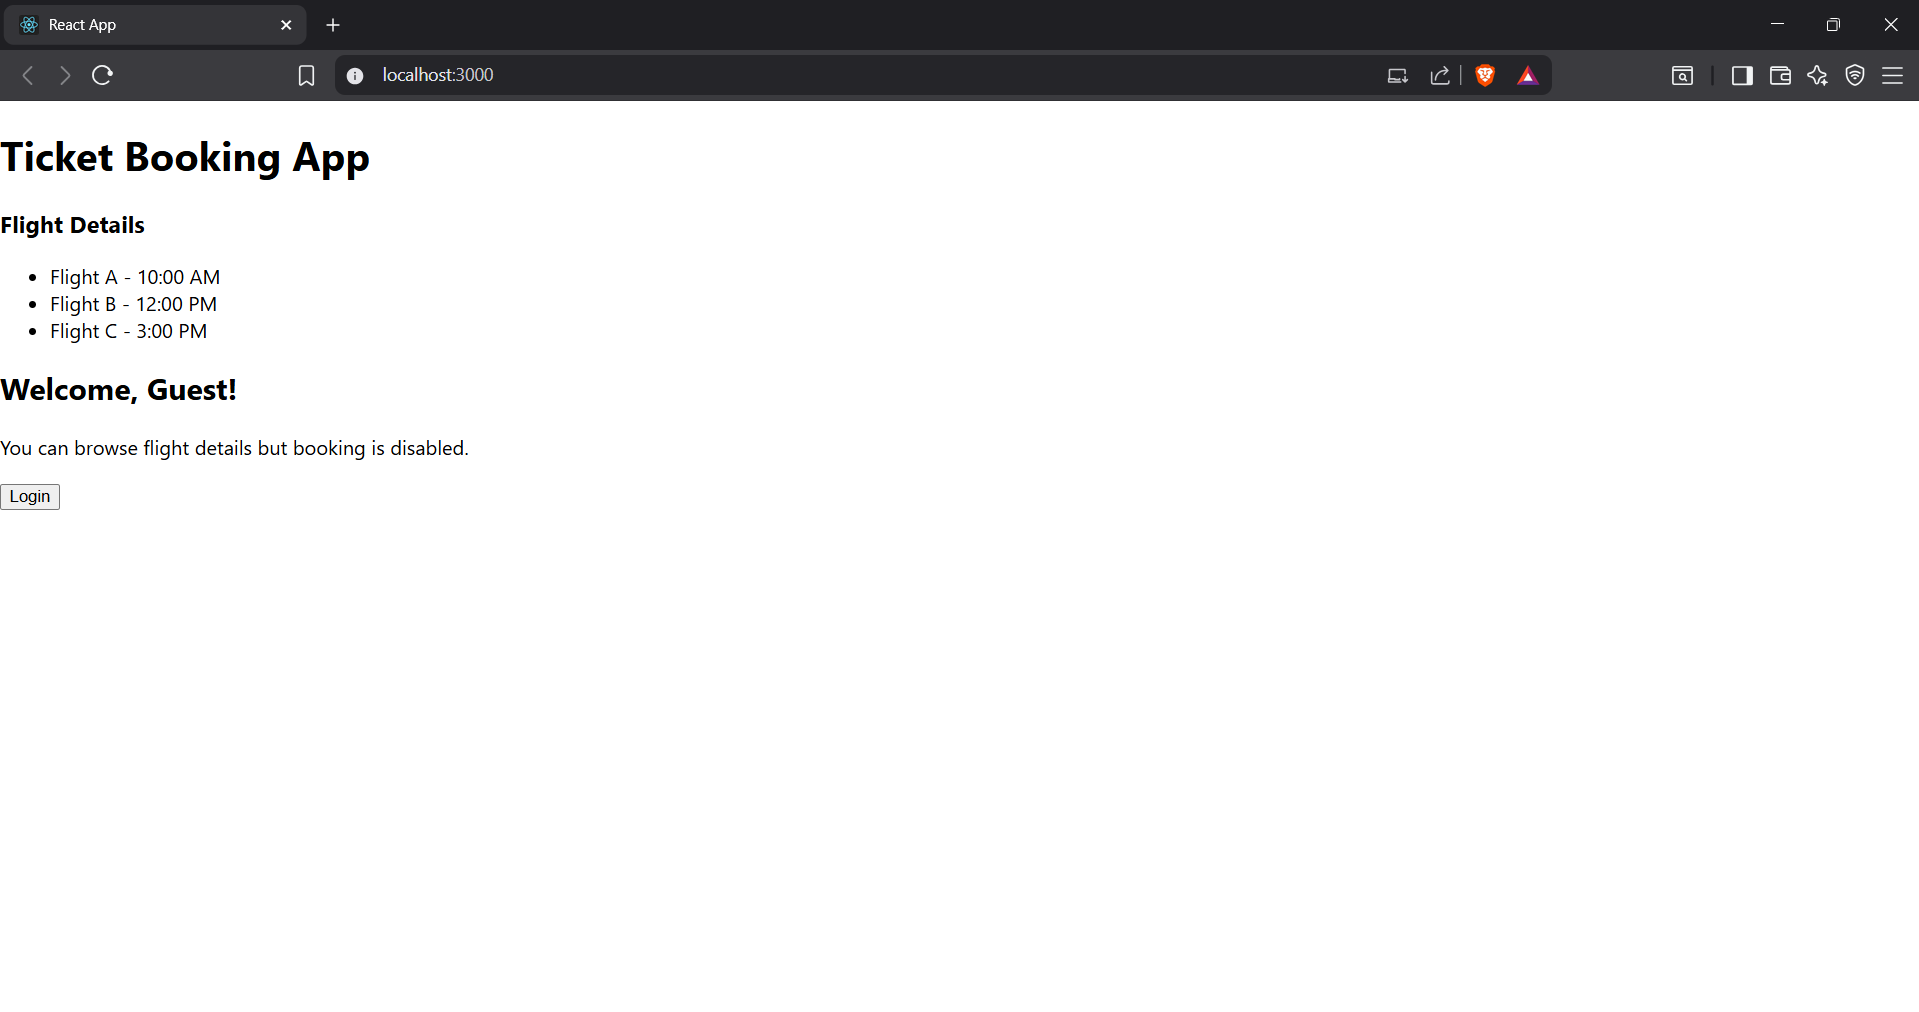 React App
localhost:3000
Ticket Booking App
Flight Details
Flight A - 10:00 AM
Flight B - 12:00 PM
Flight C - 3:00 PM
Welcome, Guest!
You can browse flight details but booking is disabled.
Login